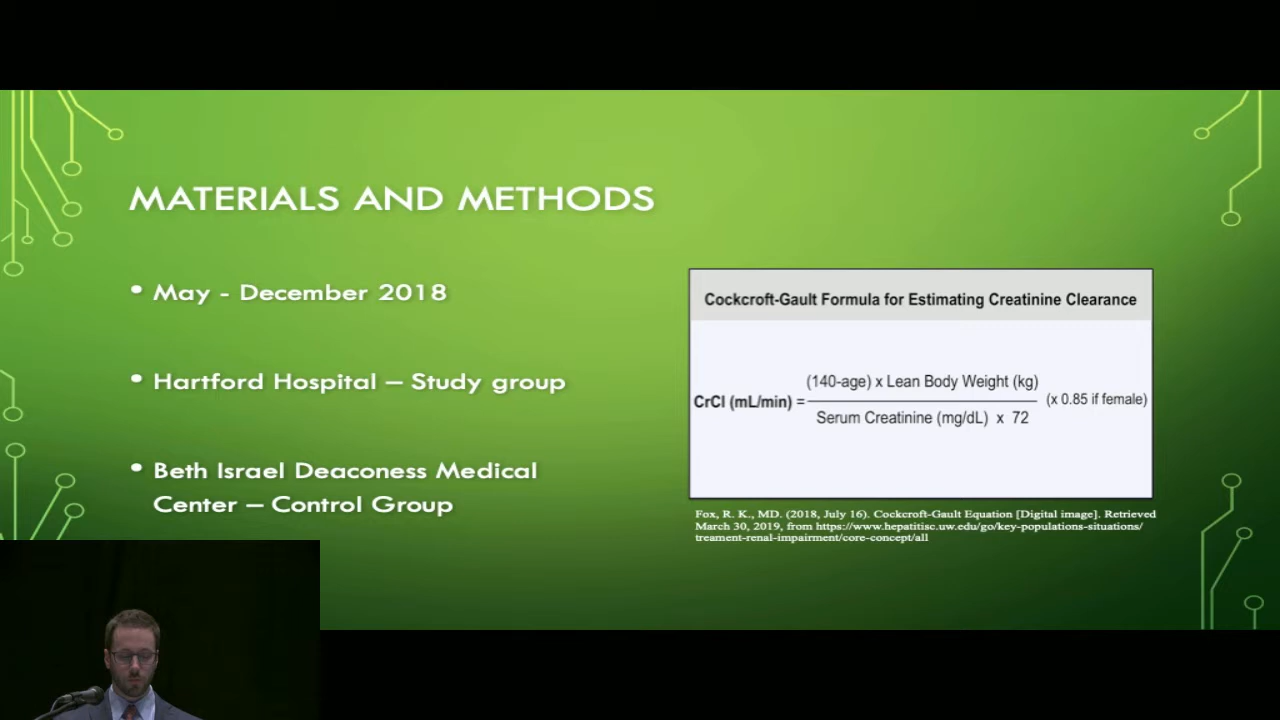 MATERIALS AND METHODS
• May - December 2018
• Hartford Hospital – Study group
• Beth Israel Deaconess Medical
Center – Control Group
Cockcroft-Gault Formula for Estimating Creatinine Clearance
CrCl (mL/min) = (140-age) x Lean Body Weight (kg)
Serum Creatinine (mg/dL) x 72
(x 0.85 if female)
Fox, R. K., MD. (2018, July 16). Cockcroft-Gault Equation [Digital image]. Retrieved
March 30, 2019, from https://www.hepatitisc.uw.edu/go/key-populations-situations/
treament-renal-impairment/core-concept/all